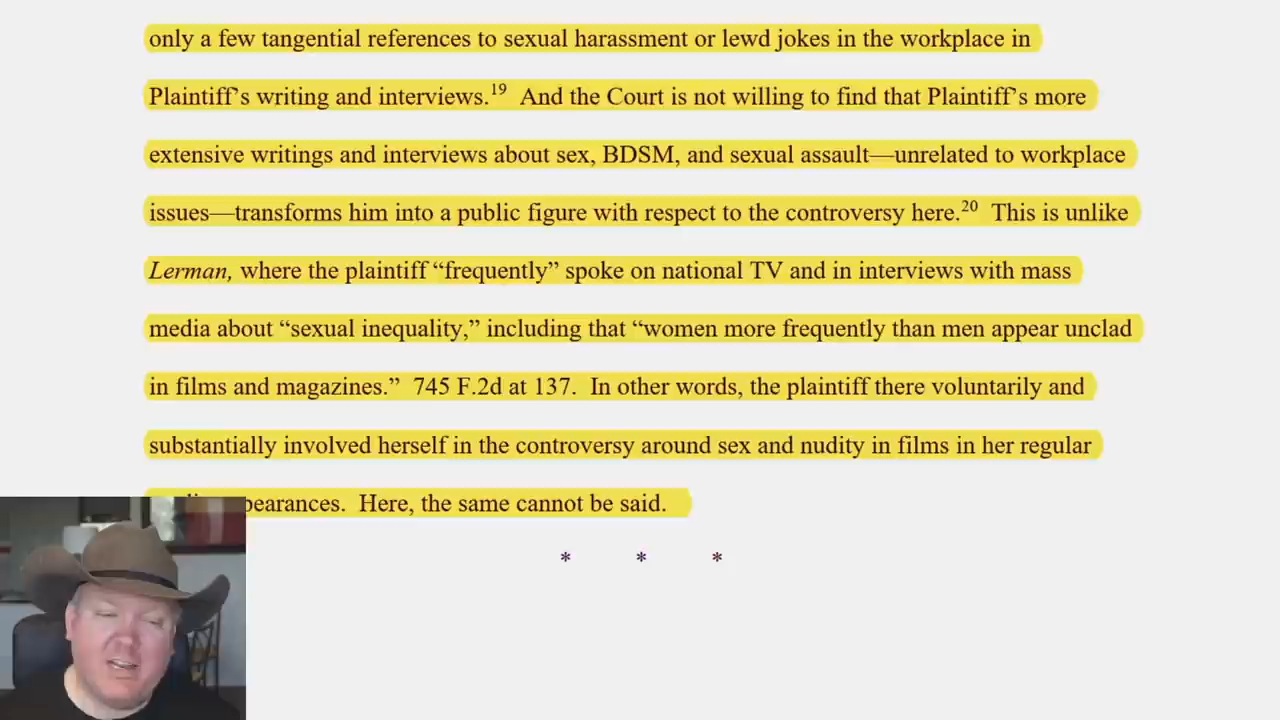 only a few tangential references to sexual harassment or lewd jokes in the workplace in
Plaintiff’s writing and interviews.19 And the Court is not willing to find that Plaintiff’s more
extensive writings and interviews about sex, BDSM, and sexual assault—unrelated to workplace
issues—transforms him into a public figure with respect to the controversy here.20 This is unlike
Lerman, where the plaintiff “frequently” spoke on national TV and in interviews with mass
media about “sexual inequality,” including that “women more frequently than men appear unclad
in films and magazines.” 745 F.2d at 137. In other words, the plaintiff there voluntarily and
substantially involved herself in the controversy around sex and nudity in films in her regular
Here, the same cannot be said.
* * *